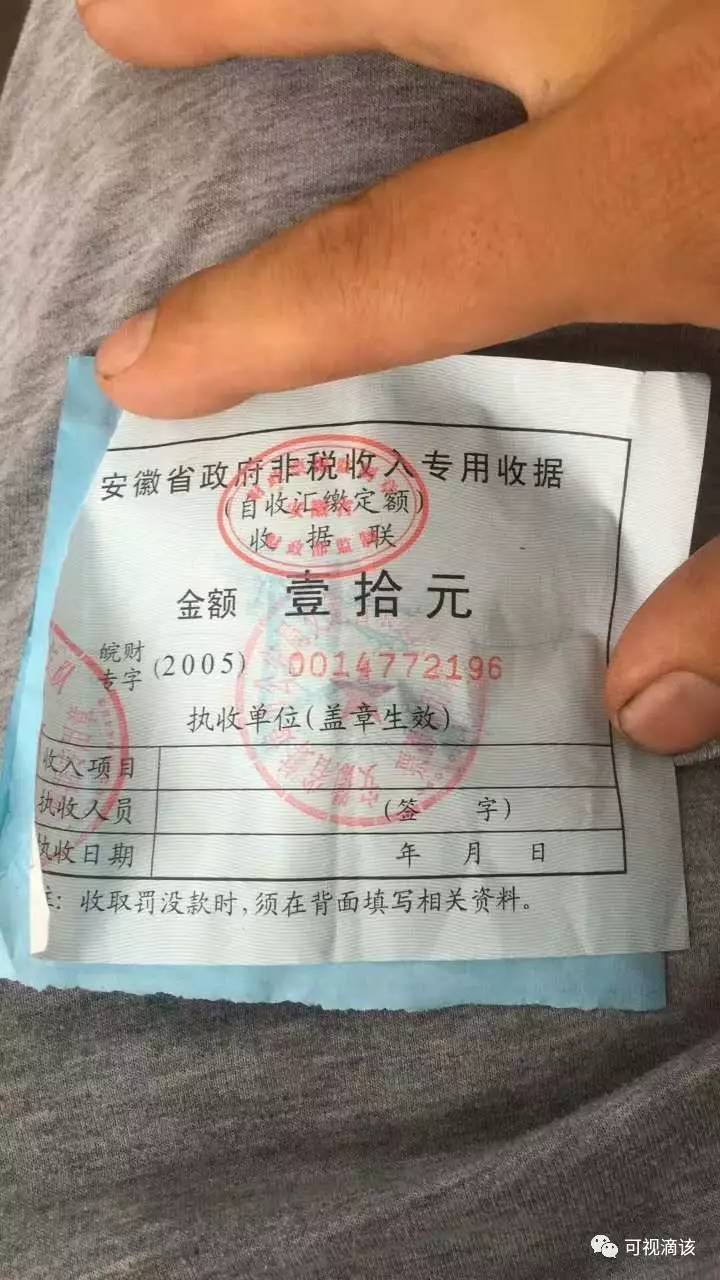 安徽省政府非税收入专用收据
(自收汇缴定额)
收 据 联
金额 壹拾元
皖财
专字 (2005) 0014772196
执收单位(盖章生效)
收入项目
执收人员 (签 字)
执收日期 年 月 日
注: 收取罚没款时,须在背面填写相关资料。
可视滴该